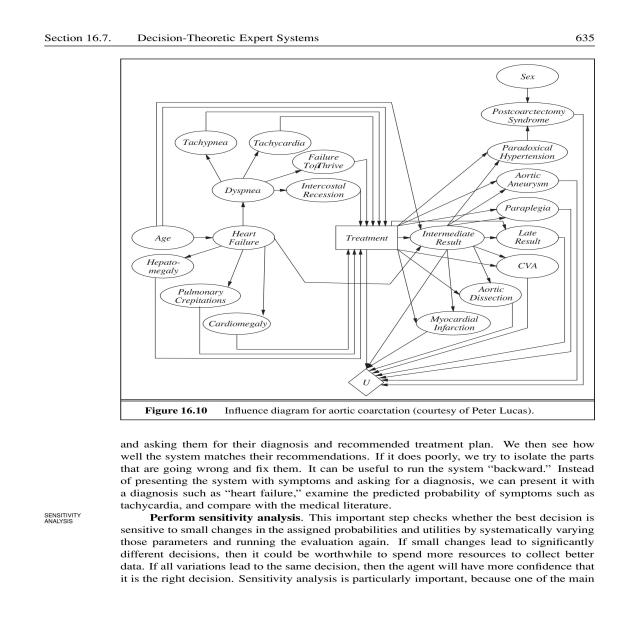 Section 16.7. Decision-Theoretic Expert Systems 635
Sex
Postcoarctectomy
Syndrome
Tachypnea
Tachycardia
Paradoxical
Hypertension
Failure
To Thrive
Aortic
Aneurysm
Dyspnea
Intercostal
Recession
Paraplegia
Age
Heart
Failure
Treatment
Intermediate
Result
Late
Result
Hepato-
megaly
CVA
Pulmonary
Crepitations
Aortic
Dissection
Cardiomegaly
Myocardial
Infarction
U
Figure 16.10 Influence diagram for aortic coarctation (courtesy of Peter Lucas).
and asking them for their diagnosis and recommended treatment plan. We then see how
well the system matches their recommendations. If it does poorly, we try to isolate the parts
that are going wrong and fix them. It can be useful to run the system “backward.” Instead
of presenting the system with symptoms and asking for a diagnosis, we can present it with
a diagnosis such as “heart failure,” examine the predicted probability of symptoms such as
tachycardia, and compare with the medical literature.
SENSITIVITY
ANALYSIS
Perform sensitivity analysis. This important step checks whether the best decision is
sensitive to small changes in the assigned probabilities and utilities by systematically varying
those parameters and running the evaluation again. If small changes lead to significantly
different decisions, then it could be worthwhile to spend more resources to collect better
data. If all variations lead to the same decision, then the agent will have more confidence that
it is the right decision. Sensitivity analysis is particularly important, because one of the main